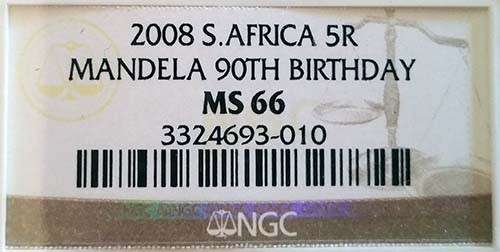 2008 S.AFRICA 5R
MANDELA 90TH BIRTHDAY
MS 66
3324693-010
NGC